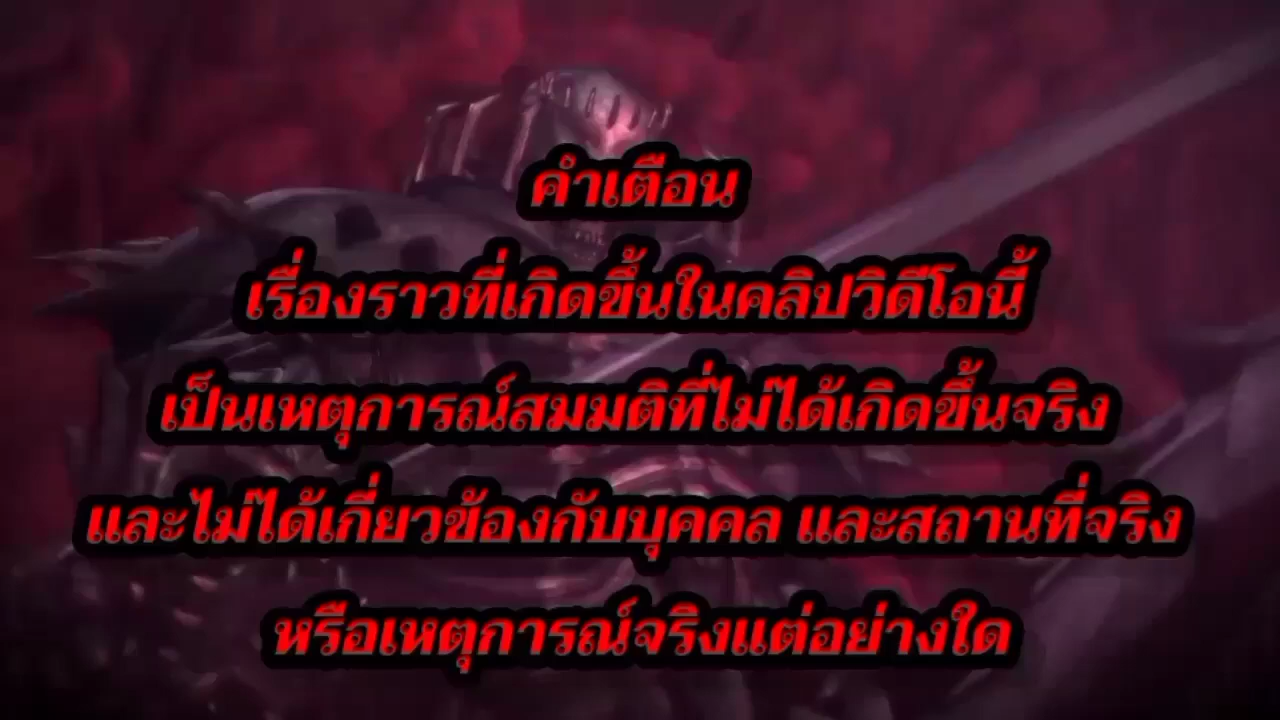 คำเตือน
เรื่องราวที่เกิดขึ้นในคลิปวิดีโอนี้
เป็นเหตุการณ์สมมติที่ไม่ได้เกิดขึ้นจริง
และไม่ได้เกี่ยวข้องกับบุคคล และสถานที่จริง
หรือเหตุการณ์จริงแต่อย่างใด